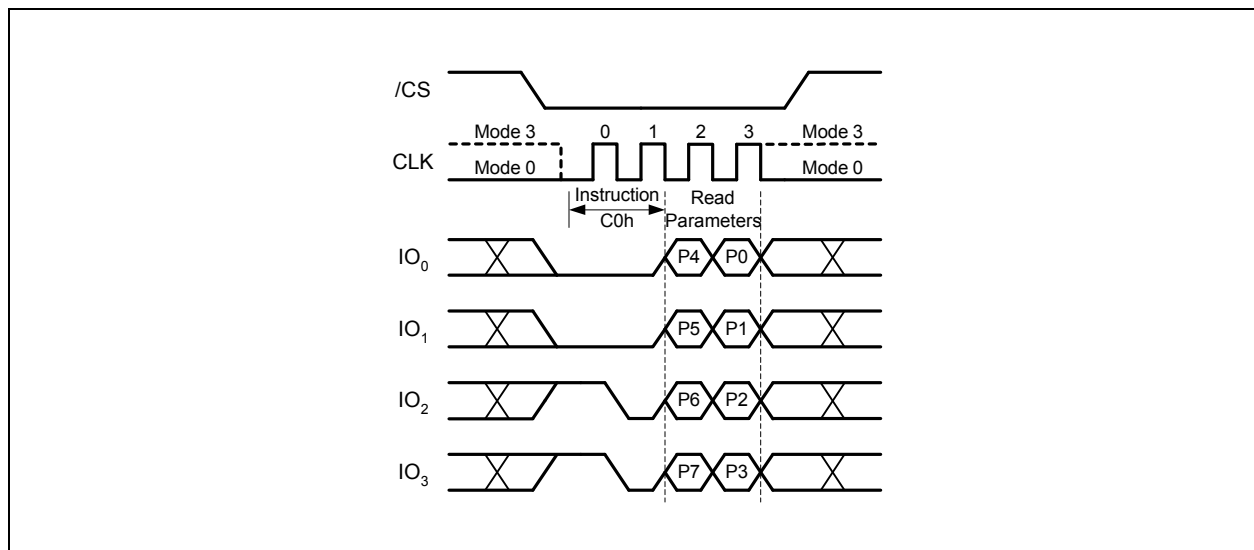 /CS
Mode 3 0 1 2 3 Mode 3
CLK
Mode 0 Mode 0
Instruction Read
C0h Parameters
IO0 P4 P0
IO1 P5 P1
IO2 P6 P2
IO3 P7 P3